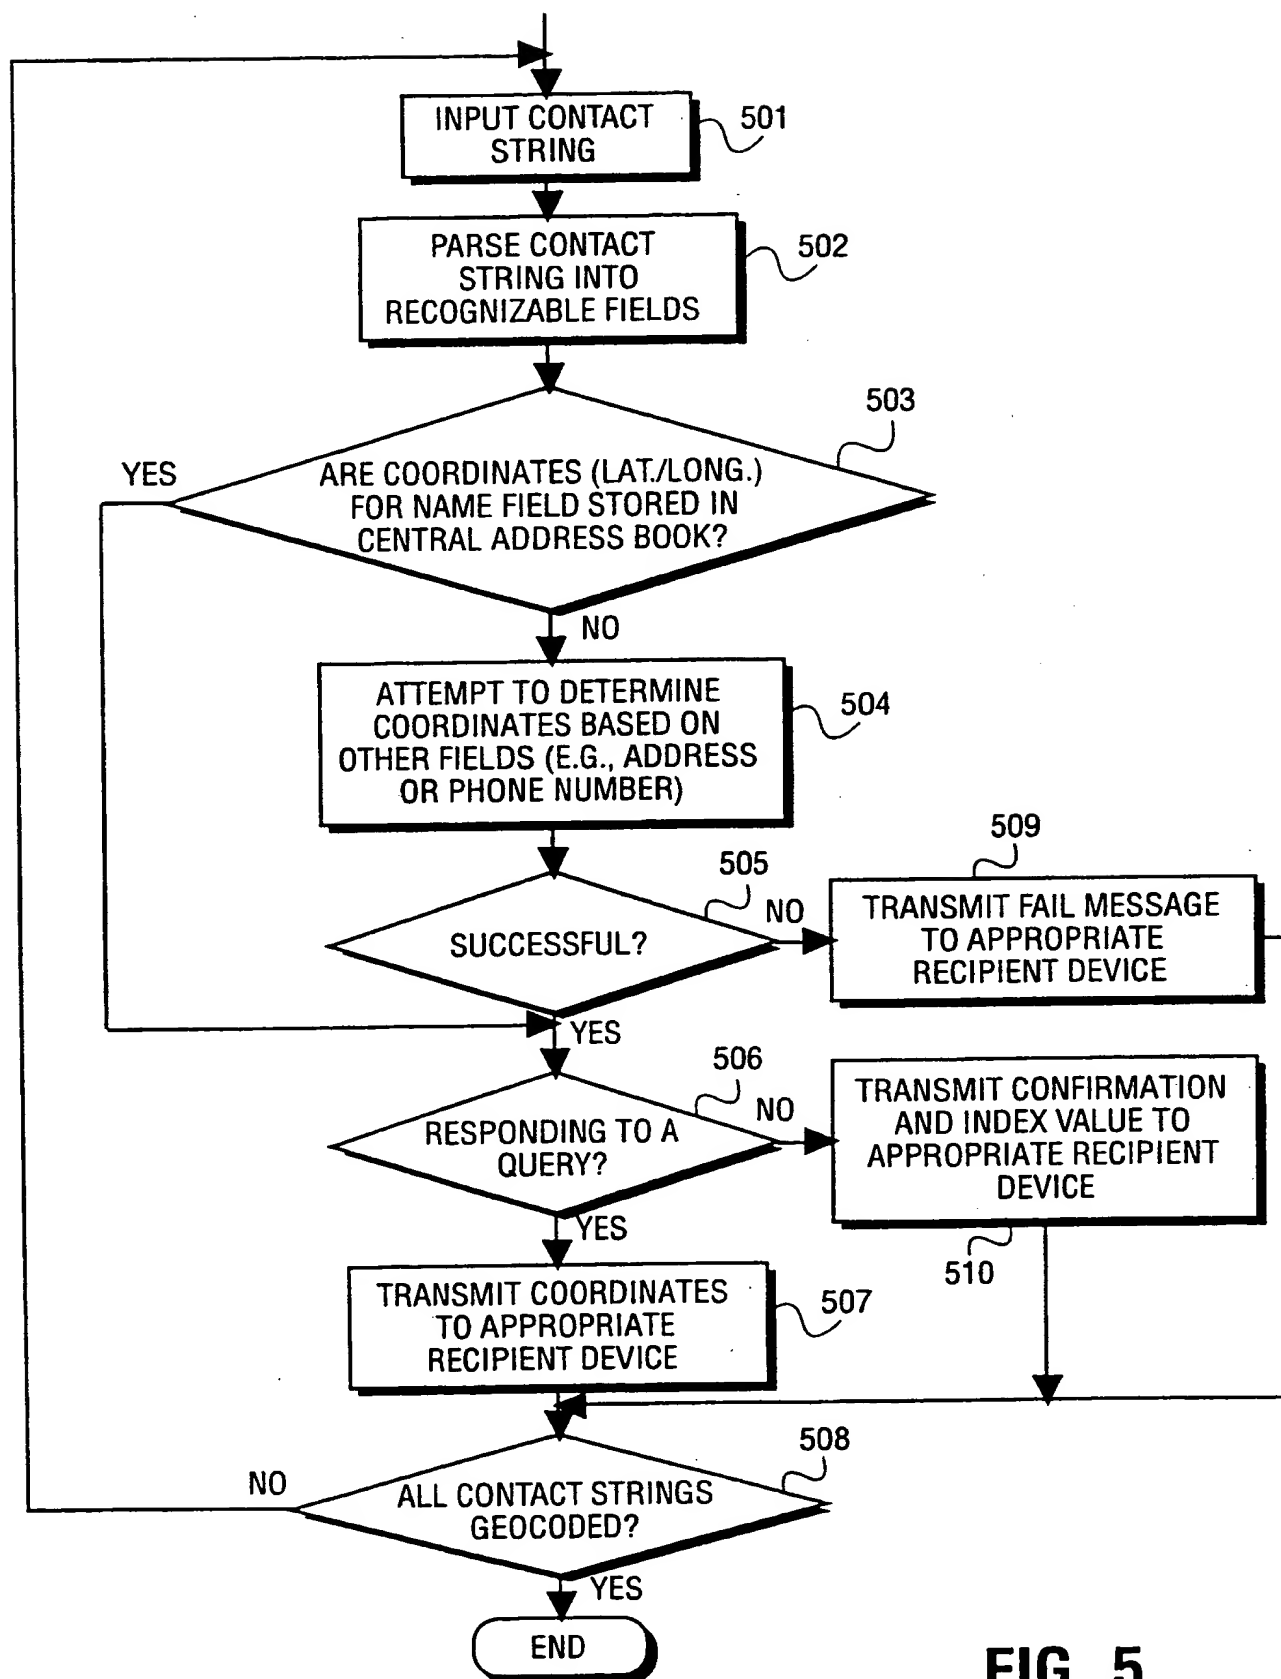 INPUT CONTACT
STRING
501
PARSE CONTACT
STRING INTO
RECOGNIZABLE FIELDS
502
503
YES
ARE COORDINATES (LAT./LONG.)
FOR NAME FIELD STORED IN
CENTRAL ADDRESS BOOK?
NO
ATTEMPT TO DETERMINE
COORDINATES BASED ON
OTHER FIELDS (E.G., ADDRESS
OR PHONE NUMBER)
504
505
SUCCESSFUL?
NO
509
TRANSMIT FAIL MESSAGE
TO APPROPRIATE
RECIPIENT DEVICE
YES
506
RESPONDING TO A
QUERY?
NO
TRANSMIT CONFIRMATION
AND INDEX VALUE TO
APPROPRIATE RECIPIENT
DEVICE
510
YES
TRANSMIT COORDINATES
TO APPROPRIATE
RECIPIENT DEVICE
507
508
NO
ALL CONTACT STRINGS
GEOCODED?
YES
END
FIG. 5